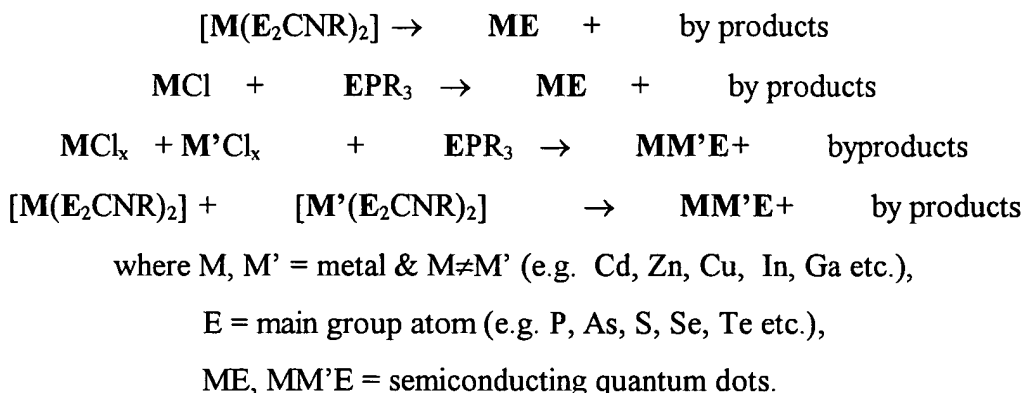 [M(E₂CNR)₂] → ME + by products
MCl + EPR₃ → ME + by products
MClₓ + M’Clₓ + EPR₃ → MM’E+ byproducts
[M(E₂CNR)₂] + [M’(E₂CNR)₂] → MM’E+ by products
where M, M’ = metal & M≠M’ (e.g. Cd, Zn, Cu, In, Ga etc.),
E = main group atom (e.g. P, As, S, Se, Te etc.),
ME, MM’E = semiconducting quantum dots.